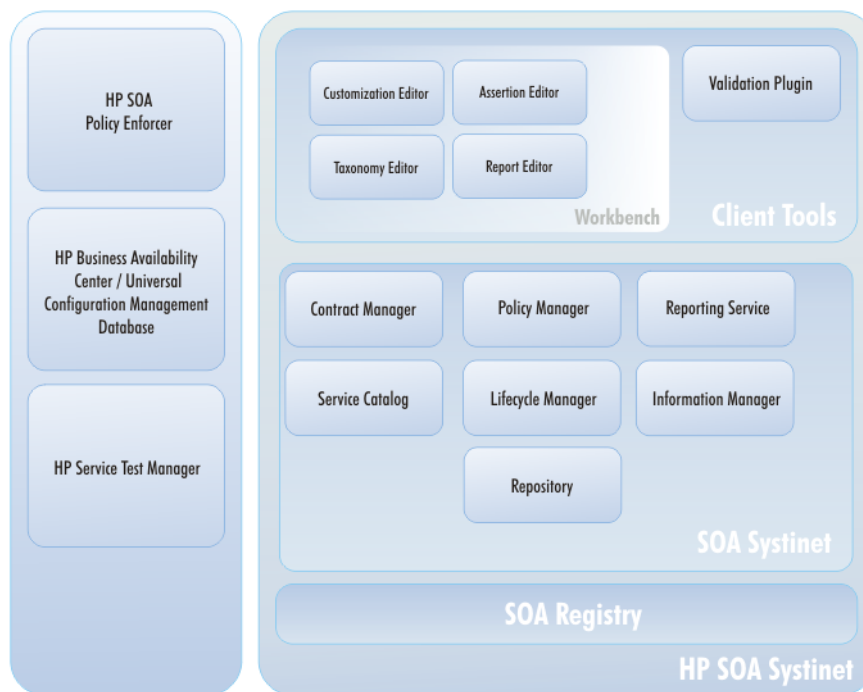 HP SOA
Policy Enforcer
HP Business Availability
Center / Universal
Configuration Management
Database
HP Service Test Manager
Customization Editor
Assertion Editor
Taxonomy Editor
Report Editor
Workbench
Validation Plugin
Client Tools
Contract Manager
Policy Manager
Reporting Service
Service Catalog
Lifecycle Manager
Information Manager
Repository
SOA Systinet
SOA Registry
HP SOA Systinet